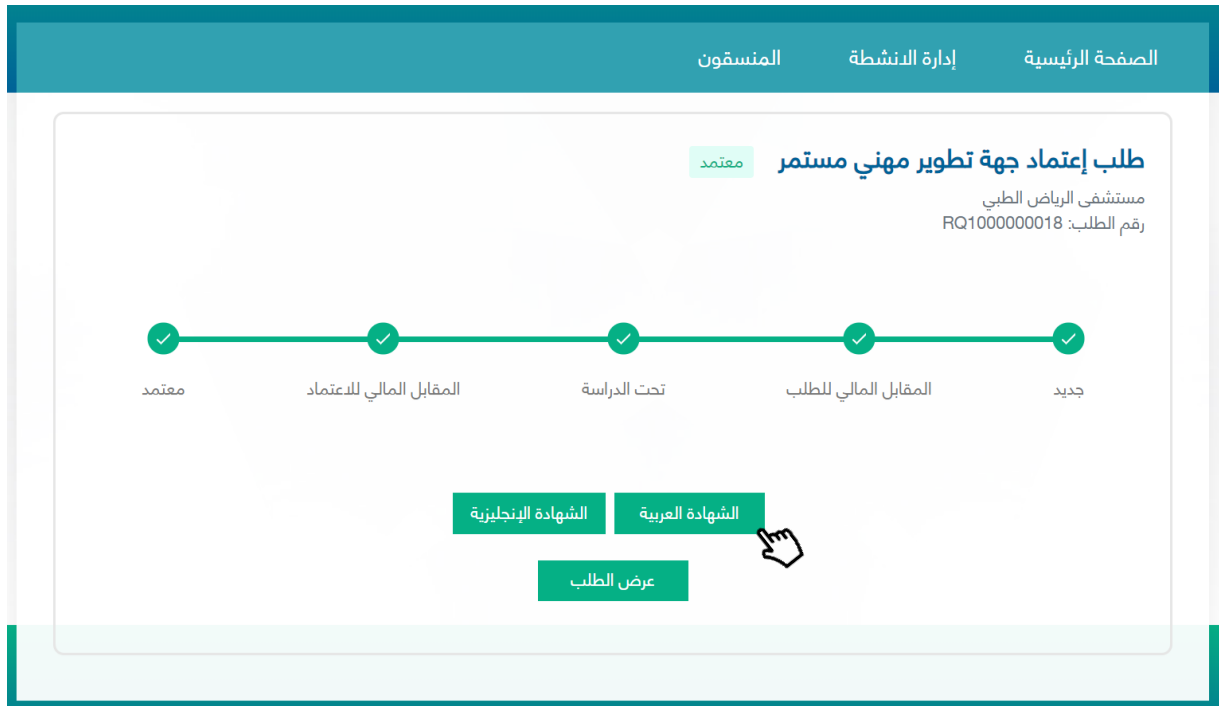 الصفحة الرئيسية إدارة الانشطة المنسقون
طلب إعتماد جهة تطوير مهني مستمر معتمد
مستشفى الرياض الطبي
رقم الطلب: RQ1000000018
جديد المقابل المالي للطلب تحت الدراسة المقابل المالي للاعتماد معتمد
الشهادة العربية الشهادة الإنجليزية
عرض الطلب